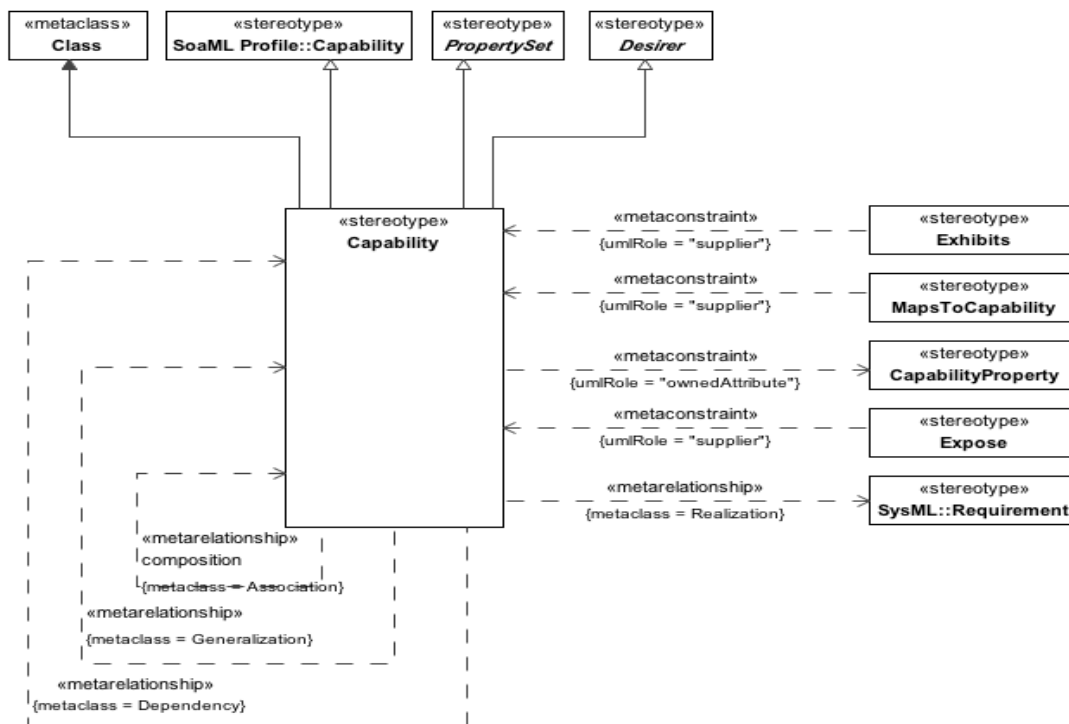 «metaclass»
Class
«stereotype»
SoaML Profile::Capability
«stereotype»
PropertySet
«stereotype»
Desirer
«stereotype»
Capability
«metaconstraint»
{umlRole = "supplier"}
«stereotype»
Exhibits
«metaconstraint»
{umlRole = "supplier"}
«stereotype»
MapsToCapability
«metaconstraint»
{umlRole = "ownedAttribute"}
«stereotype»
CapabilityProperty
«metaconstraint»
{umlRole = "supplier"}
«stereotype»
Expose
«metarelationship»
{metaclass = Realization}
«stereotype»
SysML::Requirement
«metarelationship»
composition
{metaclass = Association}
«metarelationship»
{metaclass = Generalization}
«metarelationship»
{metaclass = Dependency}